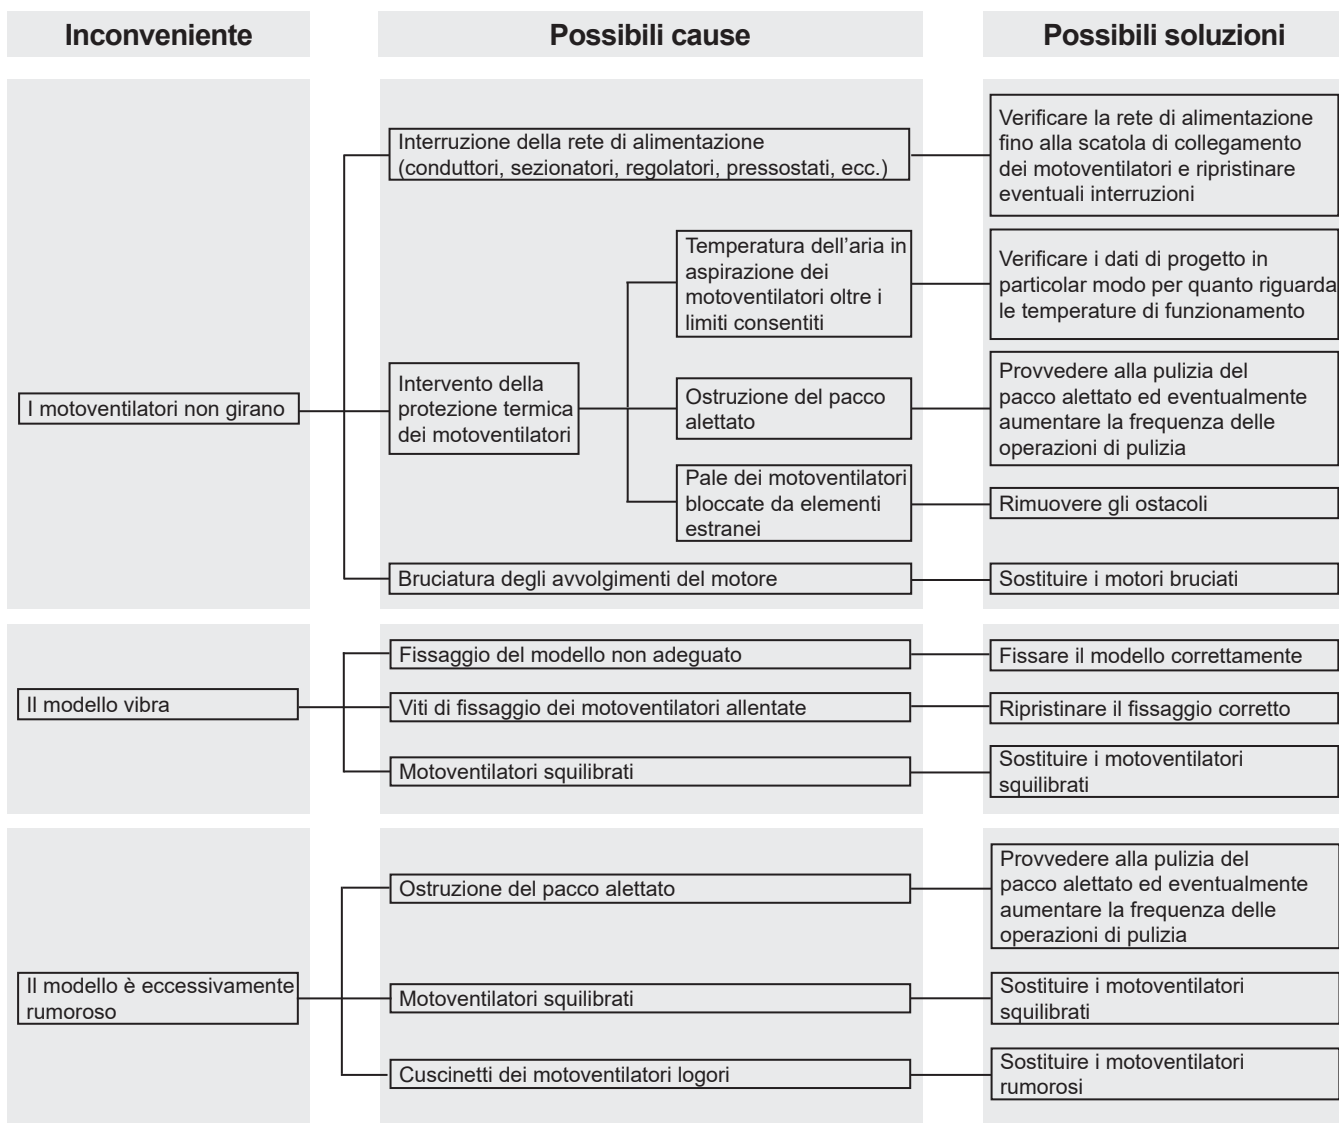 Inconveniente
Possibili cause
Possibili soluzioni
I motoventilatori non girano
Interruzione della rete di alimentazione
(conduttori, sezionatori, regolatori, pressostati, ecc.)
Verificare la rete di alimentazione
fino alla scatola di collegamento
dei motoventilatori e ripristinare
eventuali interruzioni
Intervento della
protezione termica
dei motoventilatori
Temperatura dell’aria in
aspirazione dei
motoventilatori oltre i
limiti consentiti
Verificare i dati di progetto in
particolar modo per quanto riguarda
le temperature di funzionamento
Ostruzione del pacco
alettato
Provvedere alla pulizia del
pacco alettato ed eventualmente
aumentare la frequenza delle
operazioni di pulizia
Pale dei motoventilatori
bloccate da elementi
estranei
Rimuovere gli ostacoli
Bruciatura degli avvolgimenti del motore
Sostituire i motori bruciati
Il modello vibra
Fissaggio del modello non adeguato
Fissare il modello correttamente
Viti di fissaggio dei motoventilatori allentate
Ripristinare il fissaggio corretto
Motoventilatori squilibrati
Sostituire i motoventilatori
squilibrati
Il modello è eccessivamente
rumoroso
Ostruzione del pacco alettato
Provvedere alla pulizia del
pacco alettato ed eventualmente
aumentare la frequenza delle
operazioni di pulizia
Motoventilatori squilibrati
Sostituire i motoventilatori
squilibrati
Cuscinetti dei motoventilatori logori
Sostituire i motoventilatori
rumorosi